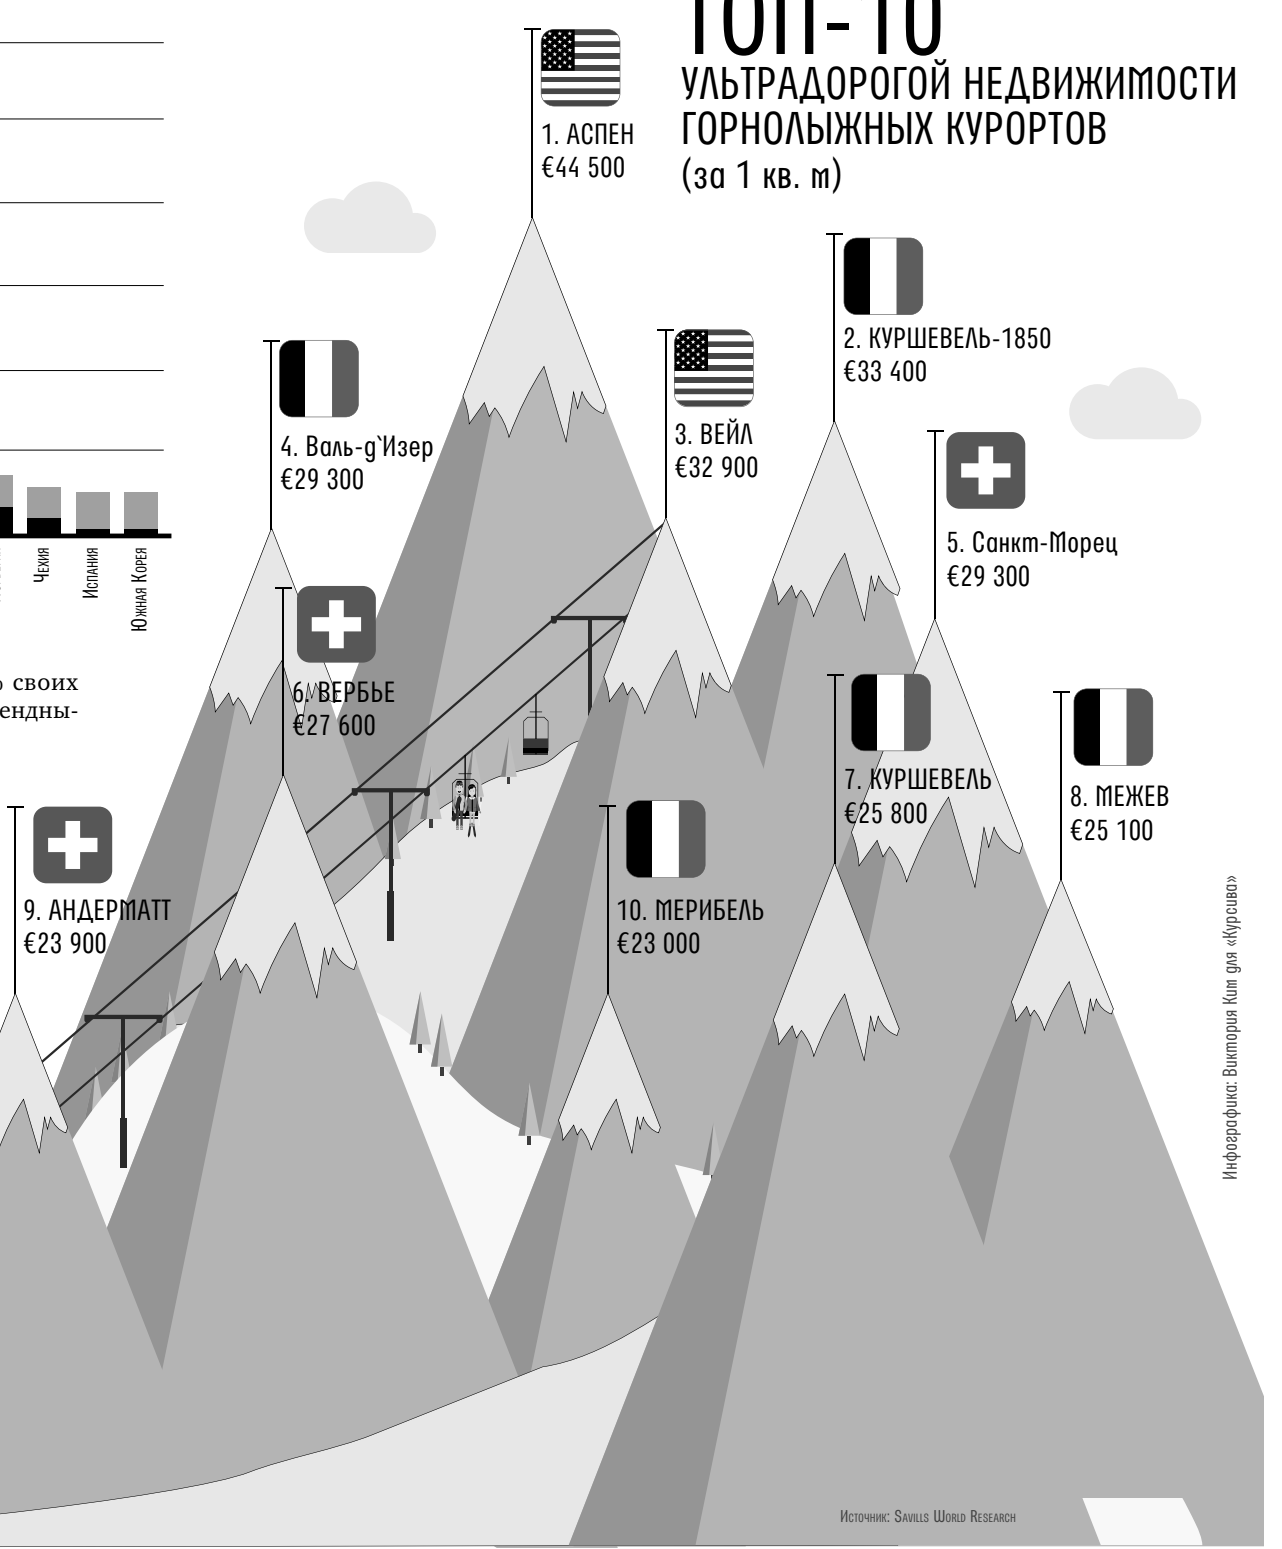 ТОП-10
УЛЬТРАДОРОГОЙ НЕДВИЖИМОСТИ
ГОРНОЛЫЖНЫХ КУРОРТОВ
(за 1 кв. м)
1. АСПЕН
€44 500
2. КУРШЕВЕЛЬ-1850
€33 400
3. ВЕЙЛ
€32 900
4. Валь-д`Изер
€29 300
5. Санкт-Мориц
€29 300
6. ВЕРБЬЕ
€27 600
7. КУРШЕВЕЛЬ
€25 800
8. МЕЖЕВ
€25 100
9. АНДЕРМАТТ
€23 900
10. МЕРИБЕЛЬ
€23 000
Чехия
Испания
Южная Корея
своих
ендны-
Инфографика: Виктория Ким для «Курсива»
Источник: Savills World Research